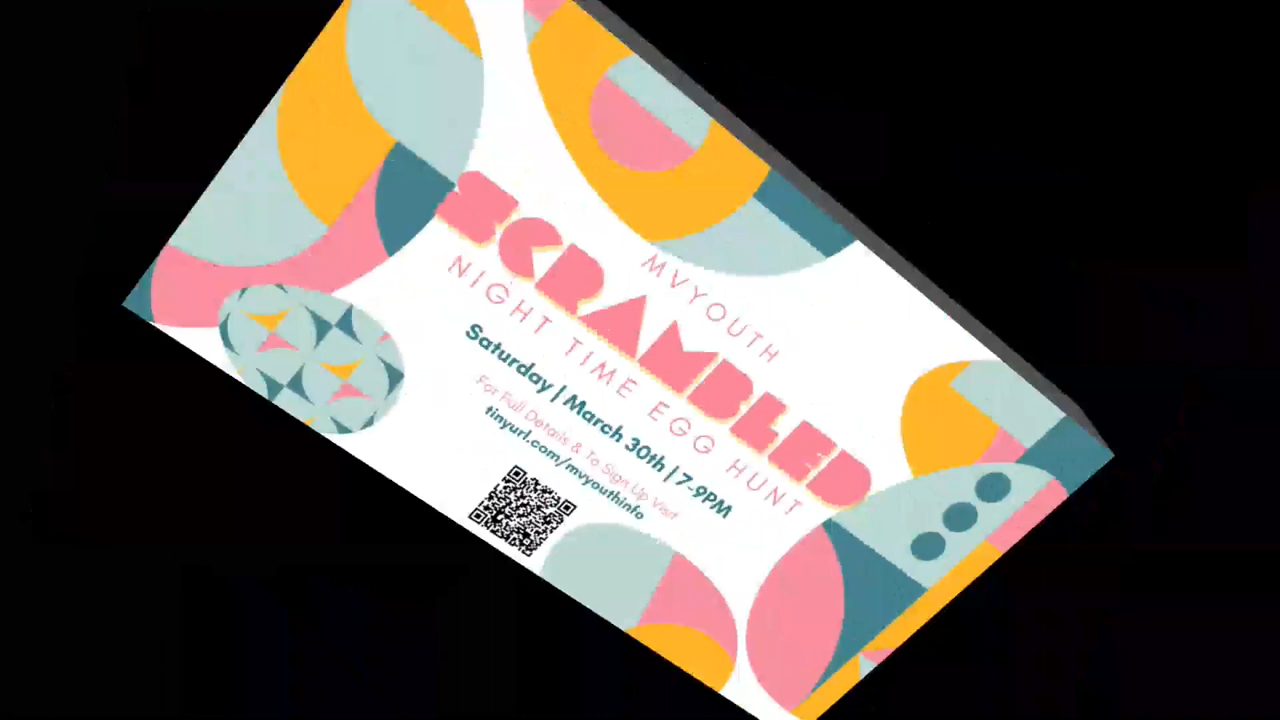 MVYOUTH
SCRAMBLED
NIGHT TIME EGG HUNT
Saturday | March 30th | 7-9PM
For Full Details & To Sign Up Visit
tinyurl.com/mvyouthinfo